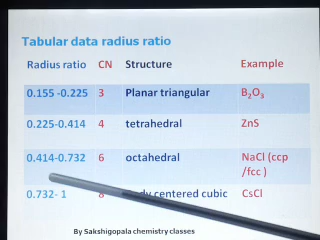 Tabular data radius ratio
Radius ratio CN Structure Example
0.155 -0.225 3 Planar triangular B₂O₃
0.225-0.414 4 tetrahedral ZnS
0.414-0.732 6 octahedral NaCl (ccp
/fcc )
0.732- 1 centered cubic CsCl
By Sakshigopala chemistry classes